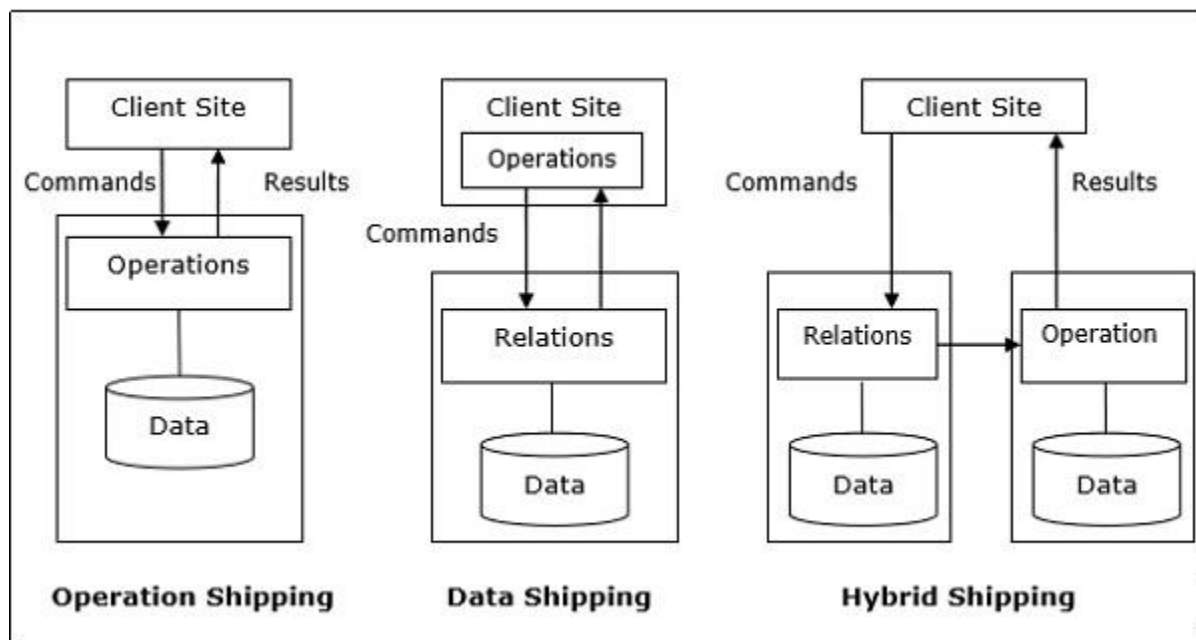 Client Site
Commands
Results
Operations
Data
Operation Shipping
Client Site
Operations
Commands
Relations
Data
Data Shipping
Client Site
Commands
Results
Relations
Operation
Data
Data
Hybrid Shipping